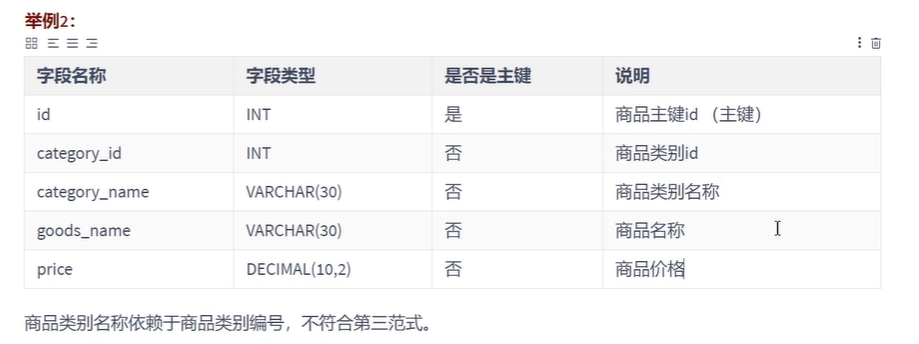 举例2：
字段名称 字段类型 是否是主键 说明
id INT 是 商品主键id （主键）
category_id INT 否 商品类别id
category_name VARCHAR(30) 否 商品类别名称
goods_name VARCHAR(30) 否 商品名称
price DECIMAL(10,2) 否 商品价格
商品类别名称依赖于商品类别编号，不符合第三范式。